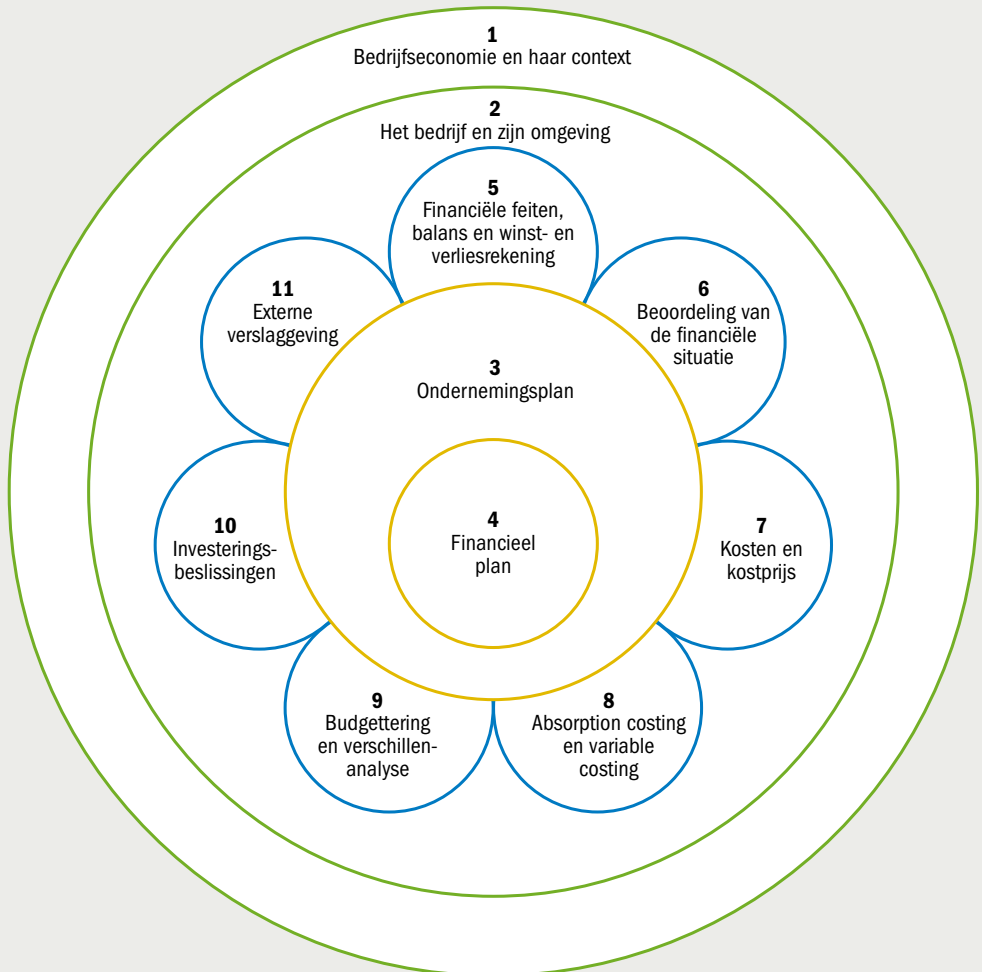 1
Bedrijfseconomie en haar context
2
Het bedrijf en zijn omgeving
5
Financiële feiten,
balans en winst- en
verliesrekening
11
Externe
verslaggeving
6
Beoordeling van
de financiële
situatie
3
Ondernemingsplan
10
Investerings-
beslissingen
4
Financieel
plan
7
Kosten en
kostprijs
9
Budgettering
en verschillen-
analyse
8
Absorption costing
en variable
costing